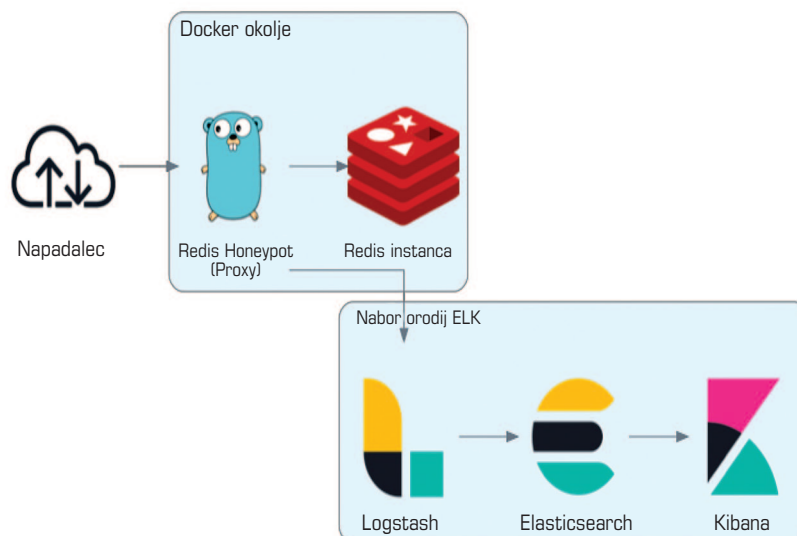 Docker okolje
Napadalec
Redis Honeypot
(Proxy)
Redis instanca
Nabor orodij ELK
Logstash
Elasticsearch
Kibana